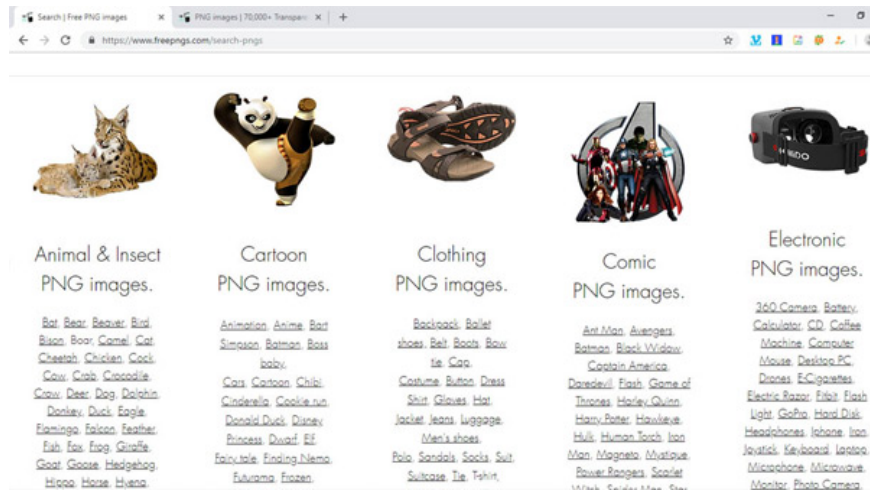 Search | Free PNG images
PNG images | 70,000+ Transparen
https://www.freepngs.com/search-pngs
Animal & Insect
PNG images.
Bat, Bear, Beaver, Bird,
Bison, Boar, Camel, Cat,
Cheetah, Chicken, Cock,
Cow, Crab, Crocodile,
Crow, Deer, Dog, Dolphin,
Donkey, Duck, Eagle,
Flamingo, Falcon, Feather,
Fish, Fox, Frog, Giraffe,
Goat, Goose, Hedgehog,
Hippo, Horse, Hyena,
Cartoon
PNG images.
Animation, Anime, Bart
Simpson, Batman, Boss
baby,
Cars, Cartoon, Chibi,
Cinderella, Cookie run,
Donald Duck, Disney
Princess, Dwarf, Elf,
Fairy tale, Finding Nemo,
Futurama, Frozen,
Clothing
PNG images.
Backpack, Ballet
shoes, Belt, Boots, Bow
tie, Cap,
Costume, Button, Dress
Shirt, Gloves, Hat,
Jacket, Jeans, Luggage,
Men's shoes,
Polo, Sandals, Socks, Suit,
Suitcase, Tie, T-shirt,
Comic
PNG images.
Ant Man, Avengers,
Batman, Black Widow,
Captain America,
Daredevil, Flash, Game of
Thrones, Harley Quinn,
Harry Potter, Hawkeye,
Hulk, Human Torch, Iron
Man, Magneto, Mystique,
Power Rangers, Scarlet
Witch, Spider Man, Star
Electronic
PNG images.
360 Camera, Battery,
Calculator, CD, Coffee
Machine, Computer
Mouse, Desktop PC,
Drones, E-Cigarettes,
Electric Razor, Fitbit, Flash
Light, GoPro, Hard Disk,
Headphones, Iphone, Iron,
Joystick, Keyboard, Laptop,
Microphone, Microwave,
Monitor, Photo Camera,